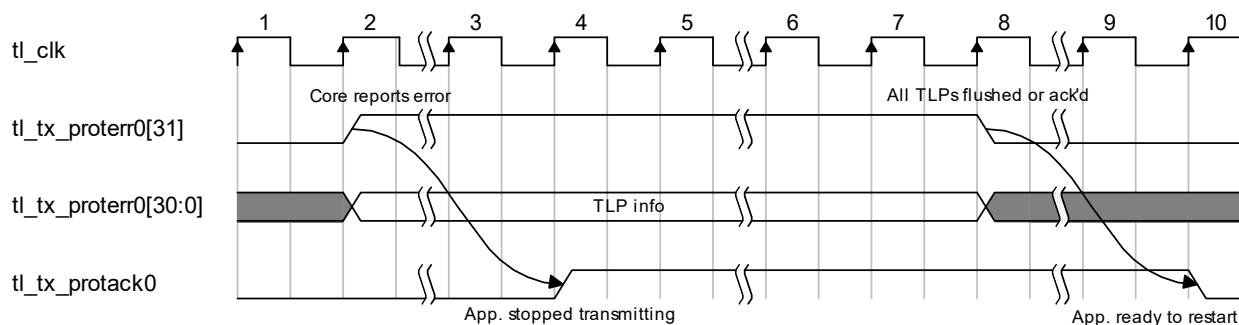 1 2 3 4 5 6 7 8 9 10
tl_clk
Core reports error All TLPs flushed or ack'd
tl_tx_proterr0[31]
tl_tx_proterr0[30:0] TLP info
tl_tx_protack0
App. stopped transmitting App. ready to restart